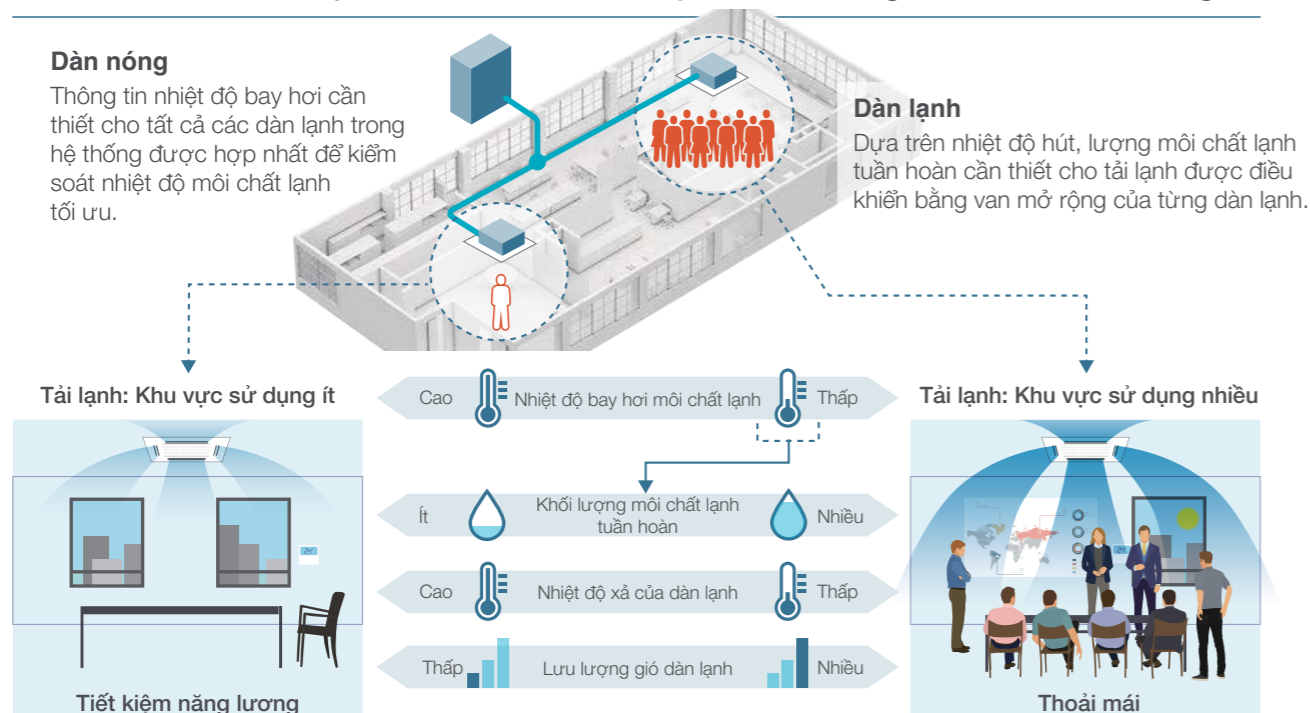 Dàn nóng
Thông tin nhiệt độ bay hơi cần
thiết cho tất cả các dàn lạnh trong
hệ thống được hợp nhất để kiểm
soát nhiệt độ môi chất lạnh
tối ưu.
Dàn lạnh
Dựa trên nhiệt độ hút, lượng môi chất lạnh
tuần hoàn cần thiết cho tải lạnh được điều
khiển bằng van mở rộng của từng dàn lạnh.
Tải lạnh: Khu vực sử dụng ít
Cao Nhiệt độ bay hơi môi chất lạnh Thấp
Tải lạnh: Khu vực sử dụng nhiều
Ít Khối lượng môi chất lạnh
tuần hoàn Nhiều
Cao Nhiệt độ xả của dàn lạnh Thấp
Thấp Lưu lượng gió dàn lạnh Nhiều
Tiết kiệm năng lượng
Thoải mái